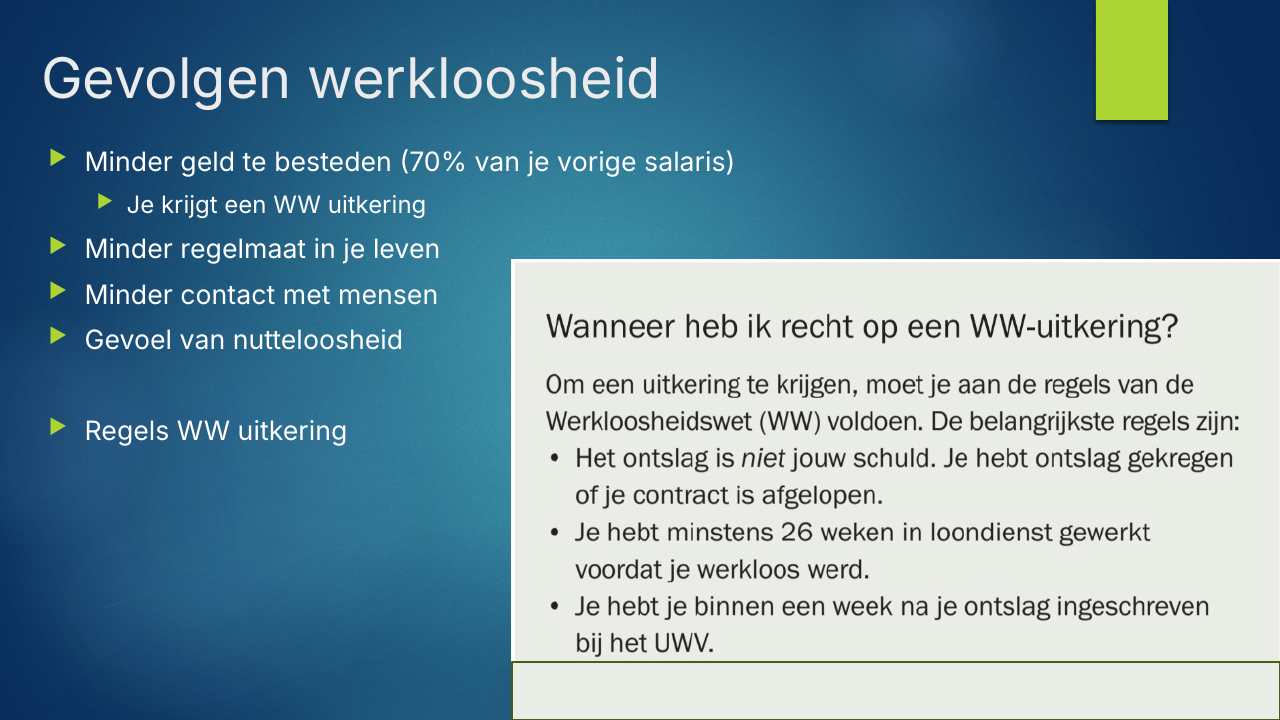 Gevolgen werkloosheid
Minder geld te besteden (70% van je vorige salaris)
Je krijgt een WW uitkering
Minder regelmaat in je leven
Minder contact met mensen
Gevoel van nutteloosheid
Regels WW uitkering
Wanneer heb ik recht op een WW-uitkering?
Om een uitkering te krijgen, moet je aan de regels van de
Werkloosheidswet (WW) voldoen. De belangrijkste regels zijn:
• Het ontslag is niet jouw schuld. Je hebt ontslag gekregen
of je contract is afgelopen.
• Je hebt minstens 26 weken in loondienst gewerkt
voordat je werkloos werd.
• Je hebt je binnen een week na je ontslag ingeschreven
bij het UWV.